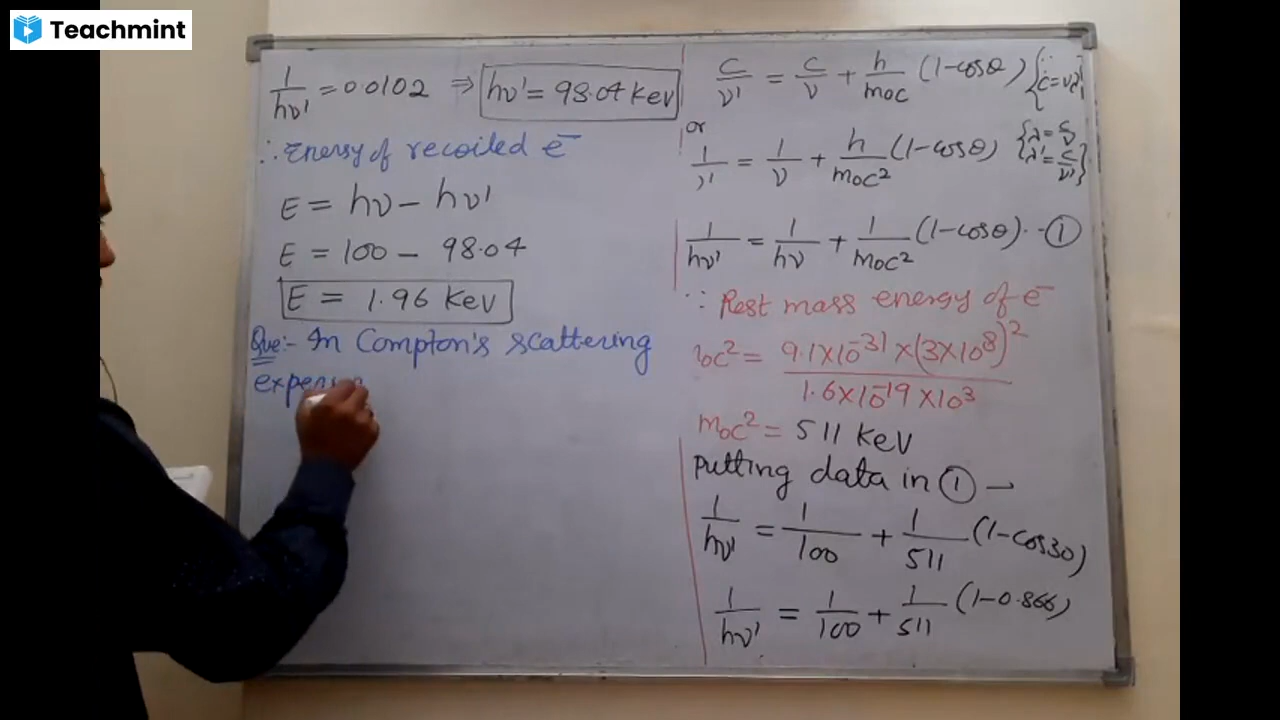 Teachmint
1/hν' = 0.0102 ⇒ hν' = 98.04 KeV
∴ Energy of recoiled e⁻
E = hν - hν'
E = 100 - 98.04
E = 1.96 KeV
Que:- In Compton's scattering
C/ν' = C/ν + h/m₀C (1-cosθ) {∵ C=νλ
or
1/ν' = 1/ν + h/m₀C² (1-cosθ) {λ=C/ν λ'=C/ν'}
1/hν' = 1/hν + 1/m₀C² (1-cosθ). -①
∵ Rest mass energy of e⁻
₀C² = 9.1×10⁻³¹×(3×10⁸)²/1.6×10⁻¹⁹×10³
m₀C² = 511 KeV
Putting data in ① -
1/hν' = 1/100 + 1/511 (1-cos30)
1/hν' = 1/100 + 1/511 (1-0.866)